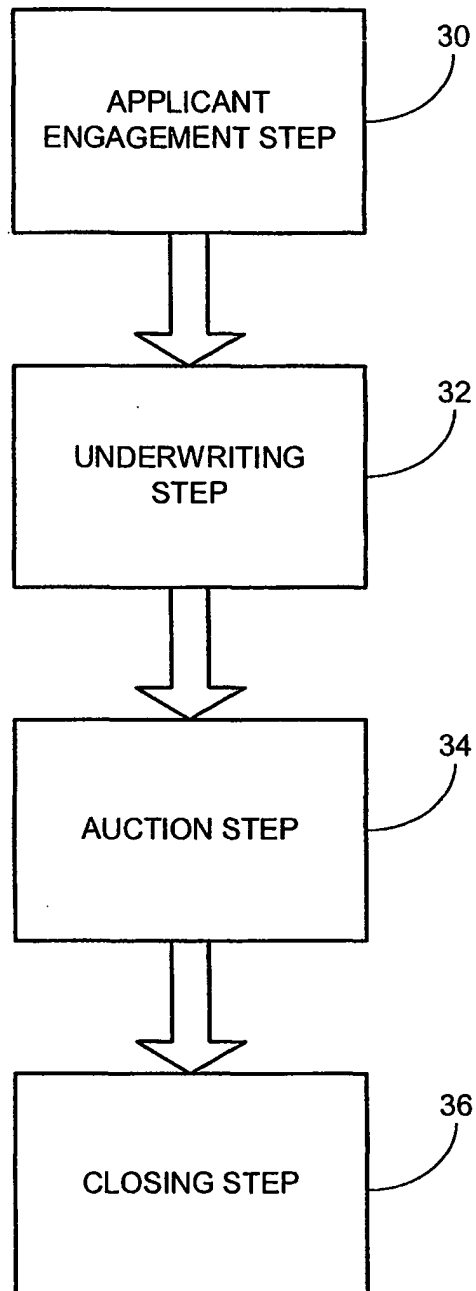 30
APPLICANT
ENGAGEMENT STEP
32
UNDERWRITING
STEP
34
AUCTION STEP
36
CLOSING STEP